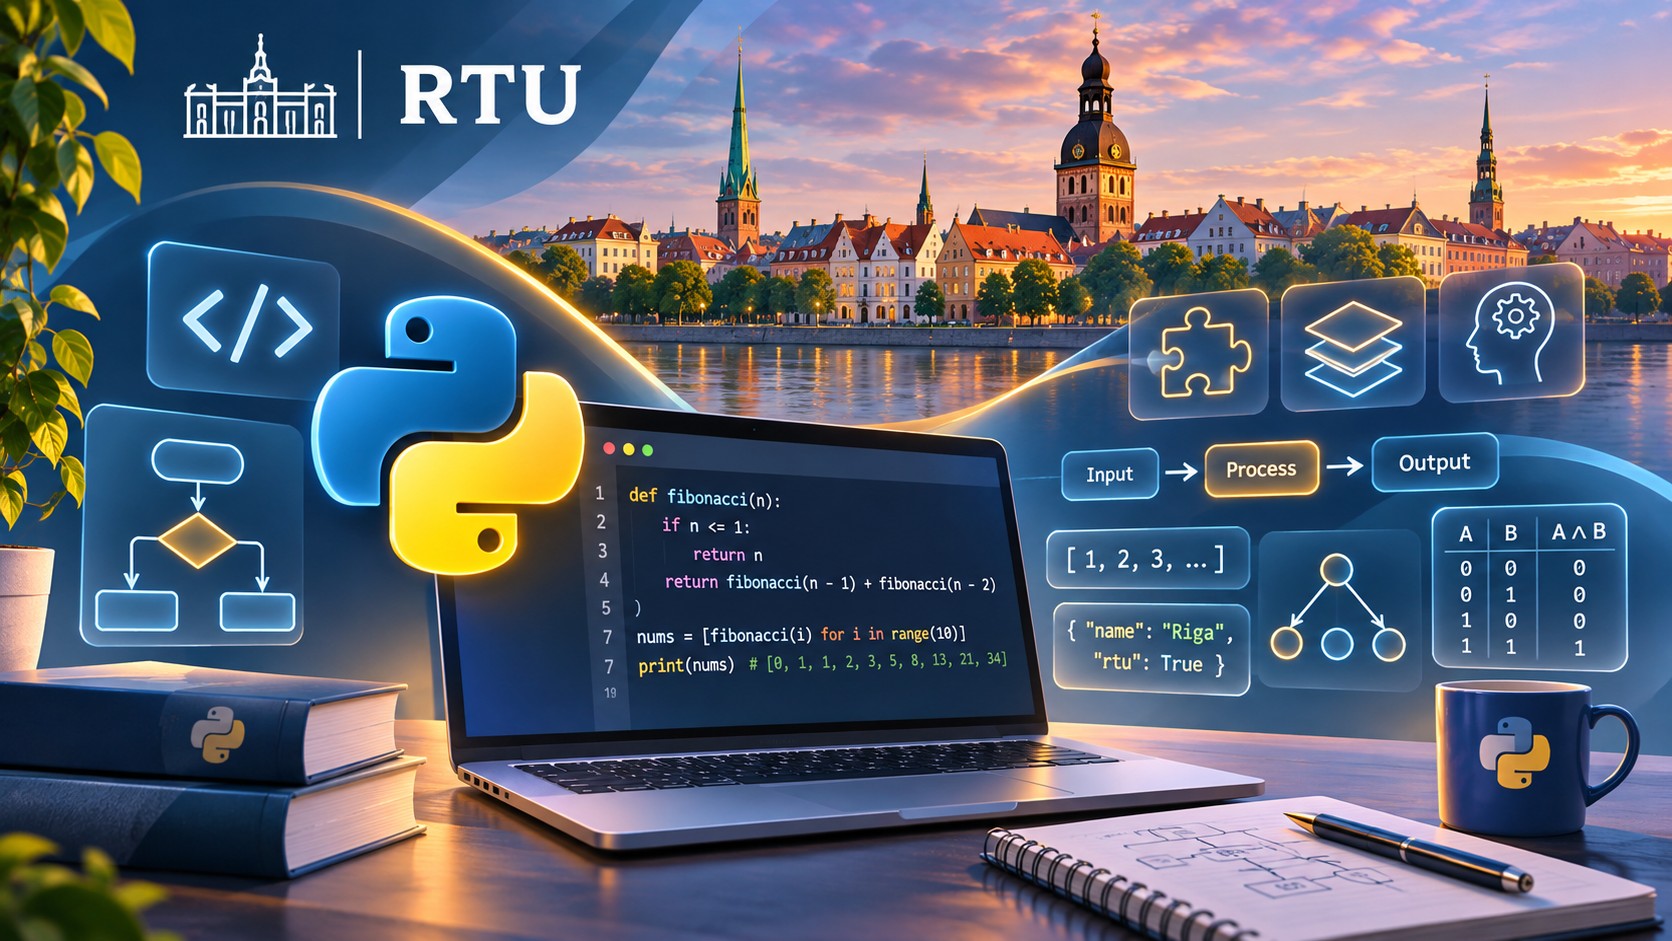 RTU
</>
1 def fibonacci(n):
2 if n <= 1:
3 return n
4 return fibonacci(n - 1) + fibonacci(n - 2)
5 )
7 nums = [fibonacci(i) for i in range(10)]
7 print(nums) # [0, 1, 1, 2, 3, 5, 8, 13, 21, 34]
19
Input → Process → Output
[ 1, 2, 3, ... ]
{ "name": "Riga",
"rtu": True }
A B A ∧ B
0 0 0
0 1 0
1 0 0
1 1 1